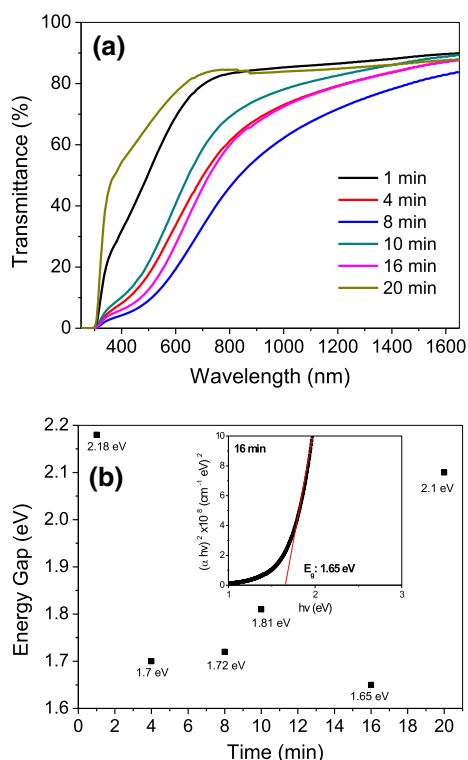 (a)
100
80
60
40
20
0
Transmittance (%)
1 min
4 min
8 min
10 min
16 min
20 min
400 600 800 1000 1200 1400 1600
Wavelength (nm)
(b)
2.2
2.1
2.0
1.9
1.8
1.7
1.6
Energy Gap (eV)
2.18 eV
1.7 eV
1.72 eV
1.81 eV
1.65 eV
2.1 eV
16 min
10
8
6
4
2
0
(α hν)² x10⁸ (cm⁻¹ eV)²
E_g: 1.65 eV
1 2 3
hν (eV)
0 2 4 6 8 10 12 14 16 18 20
Time (min)